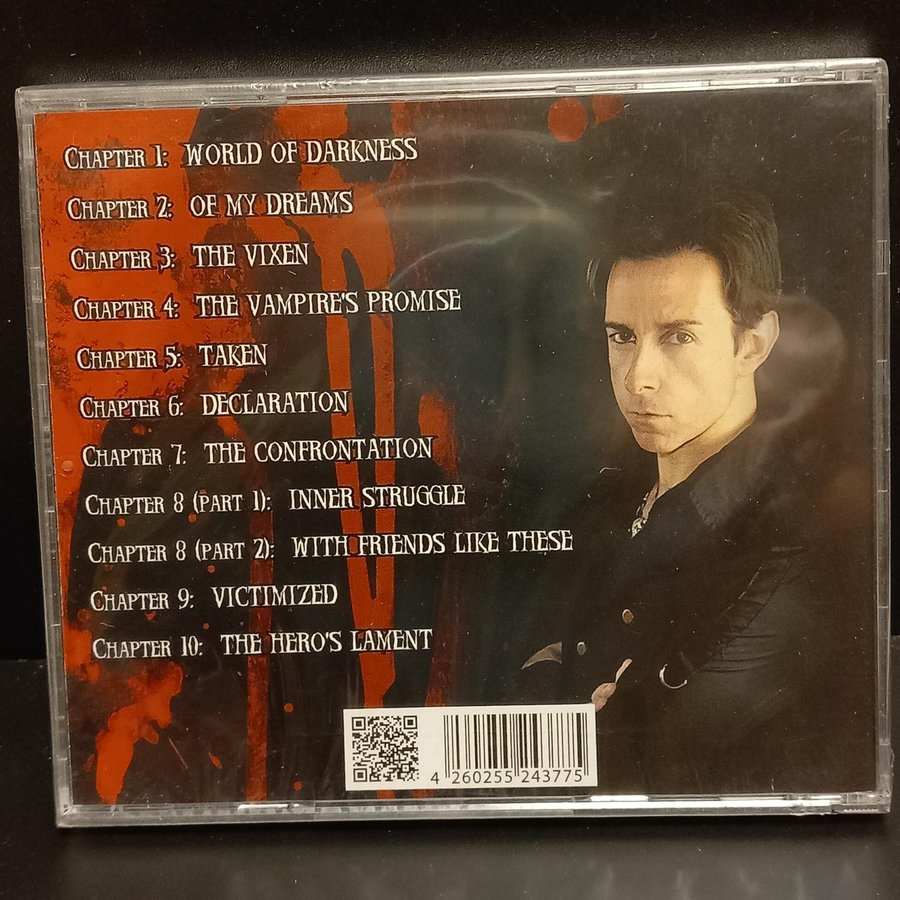 Chapter 1: WORLD OF DARKNESS
Chapter 2: OF MY DREAMS
Chapter 3: THE VIXEN
Chapter 4: THE VAMPIRE'S PROMISE
Chapter 5: TAKEN
Chapter 6: DECLARATION
Chapter 7: THE CONFRONTATION
Chapter 8 (part 1): INNER STRUGGLE
Chapter 8 (part 2): WITH FRIENDS LIKE THESE
Chapter 9: VICTIMIZED
Chapter 10: THE HERO'S LAMENT
4 260255 243775